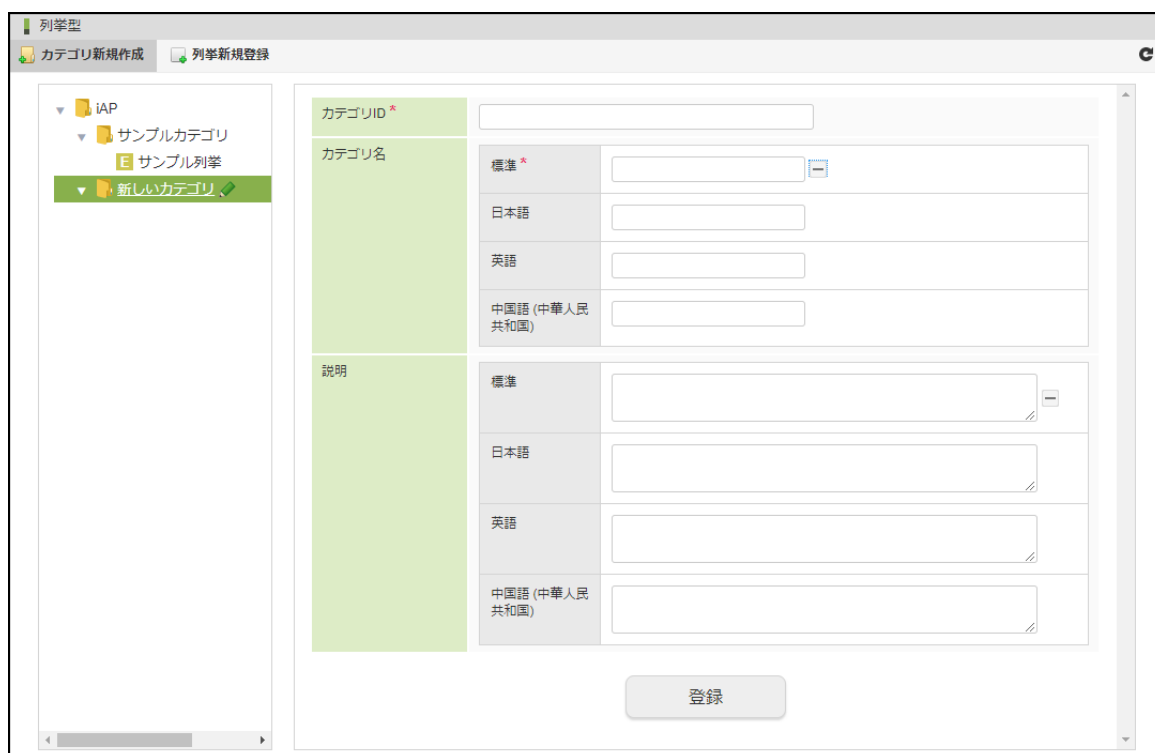 列挙型
カテゴリ新規作成 列挙新規登録
iAP
サンプルカテゴリ
E サンプル列挙
新しいカテゴリ
カテゴリID *
カテゴリ名
標準 *
日本語
英語
中国語 (中華人民
共和国)
説明
標準
日本語
英語
中国語 (中華人民
共和国)
登録